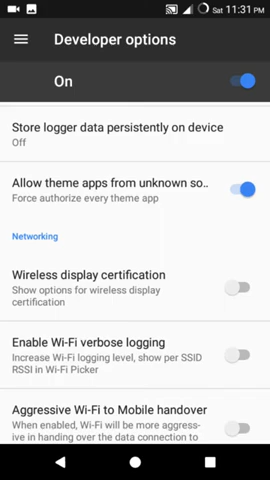 Sat 11:31 PM
Developer options
On
Store logger data persistently on device
Off
Allow theme apps from unknown so..
Force authorize every theme app
Networking
Wireless display certification
Show options for wireless display
certification
Enable Wi-Fi verbose logging
Increase Wi-Fi logging level, show per SSID
RSSI in Wi-Fi Picker
Aggressive Wi-Fi to Mobile handover
When enabled, Wi-Fi will be more aggress-
ive in handing over the data connection to